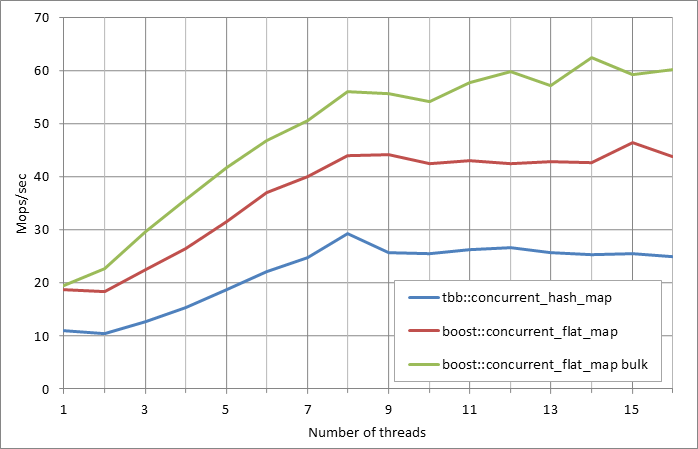 70
60
50
40
30
20
10
0
Mops/sec
1 3 5 7 9 11 13 15
Number of threads
tbb::concurrent_hash_map
boost::concurrent_flat_map
boost::concurrent_flat_map bulk